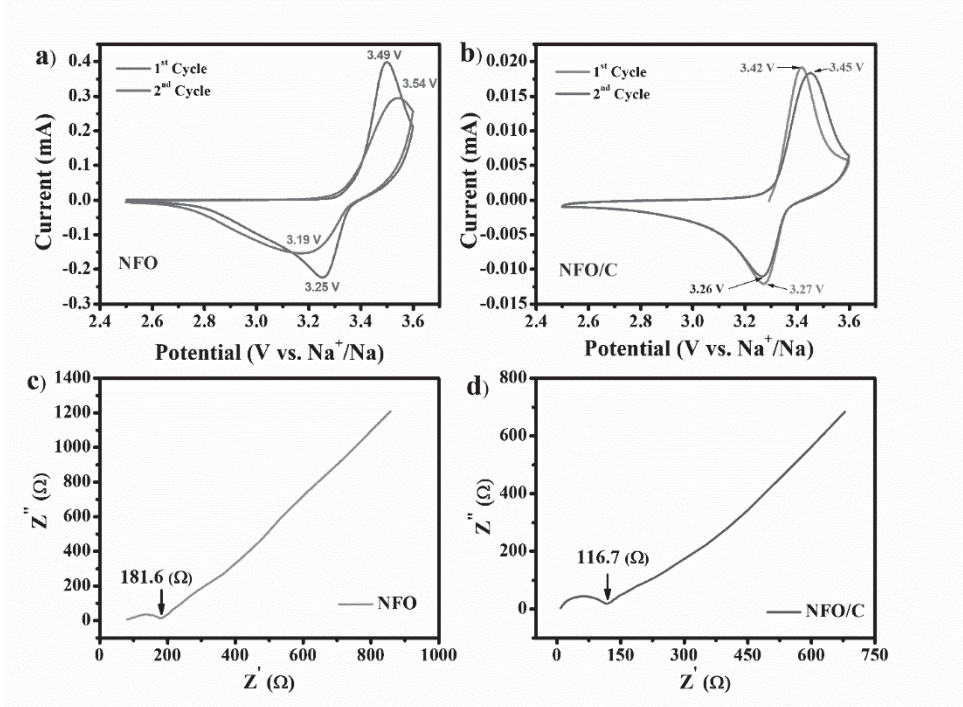 a)
1st Cycle
2nd Cycle
3.49 V
3.54 V
3.19 V
3.25 V
NFO
Current (mA)
0.4
0.3
0.2
0.1
0.0
-0.1
-0.2
-0.3
2.4 2.6 2.8 3.0 3.2 3.4 3.6
Potential (V vs. Na+/Na)
b)
1st Cycle
2nd Cycle
3.42 V
3.45 V
3.26 V
3.27 V
NFO/C
Current (mA)
0.020
0.015
0.010
0.005
0.000
-0.005
-0.010
-0.015
2.4 2.6 2.8 3.0 3.2 3.4 3.6
Potential (V vs. Na+/Na)
c)
1400
1200
1000
800
600
400
200
0
Z'' (Ω)
181.6 (Ω)
NFO
0 200 400 600 800 1000
Z' (Ω)
d)
800
600
400
200
0
Z'' (Ω)
116.7 (Ω)
NFO/C
0 150 300 450 600 750
Z' (Ω)